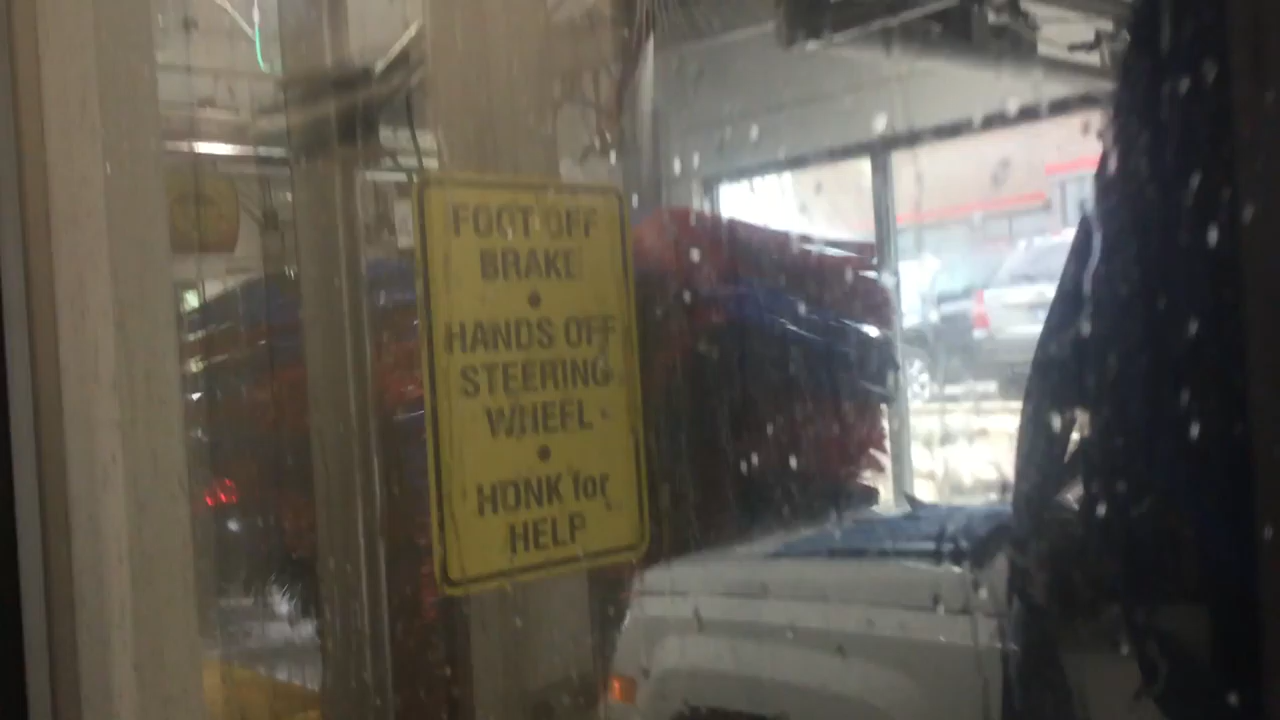 FOOT OFF
BRAKE
•
HANDS OFF
STEERING
WHEEL
•
HONK for
HELP